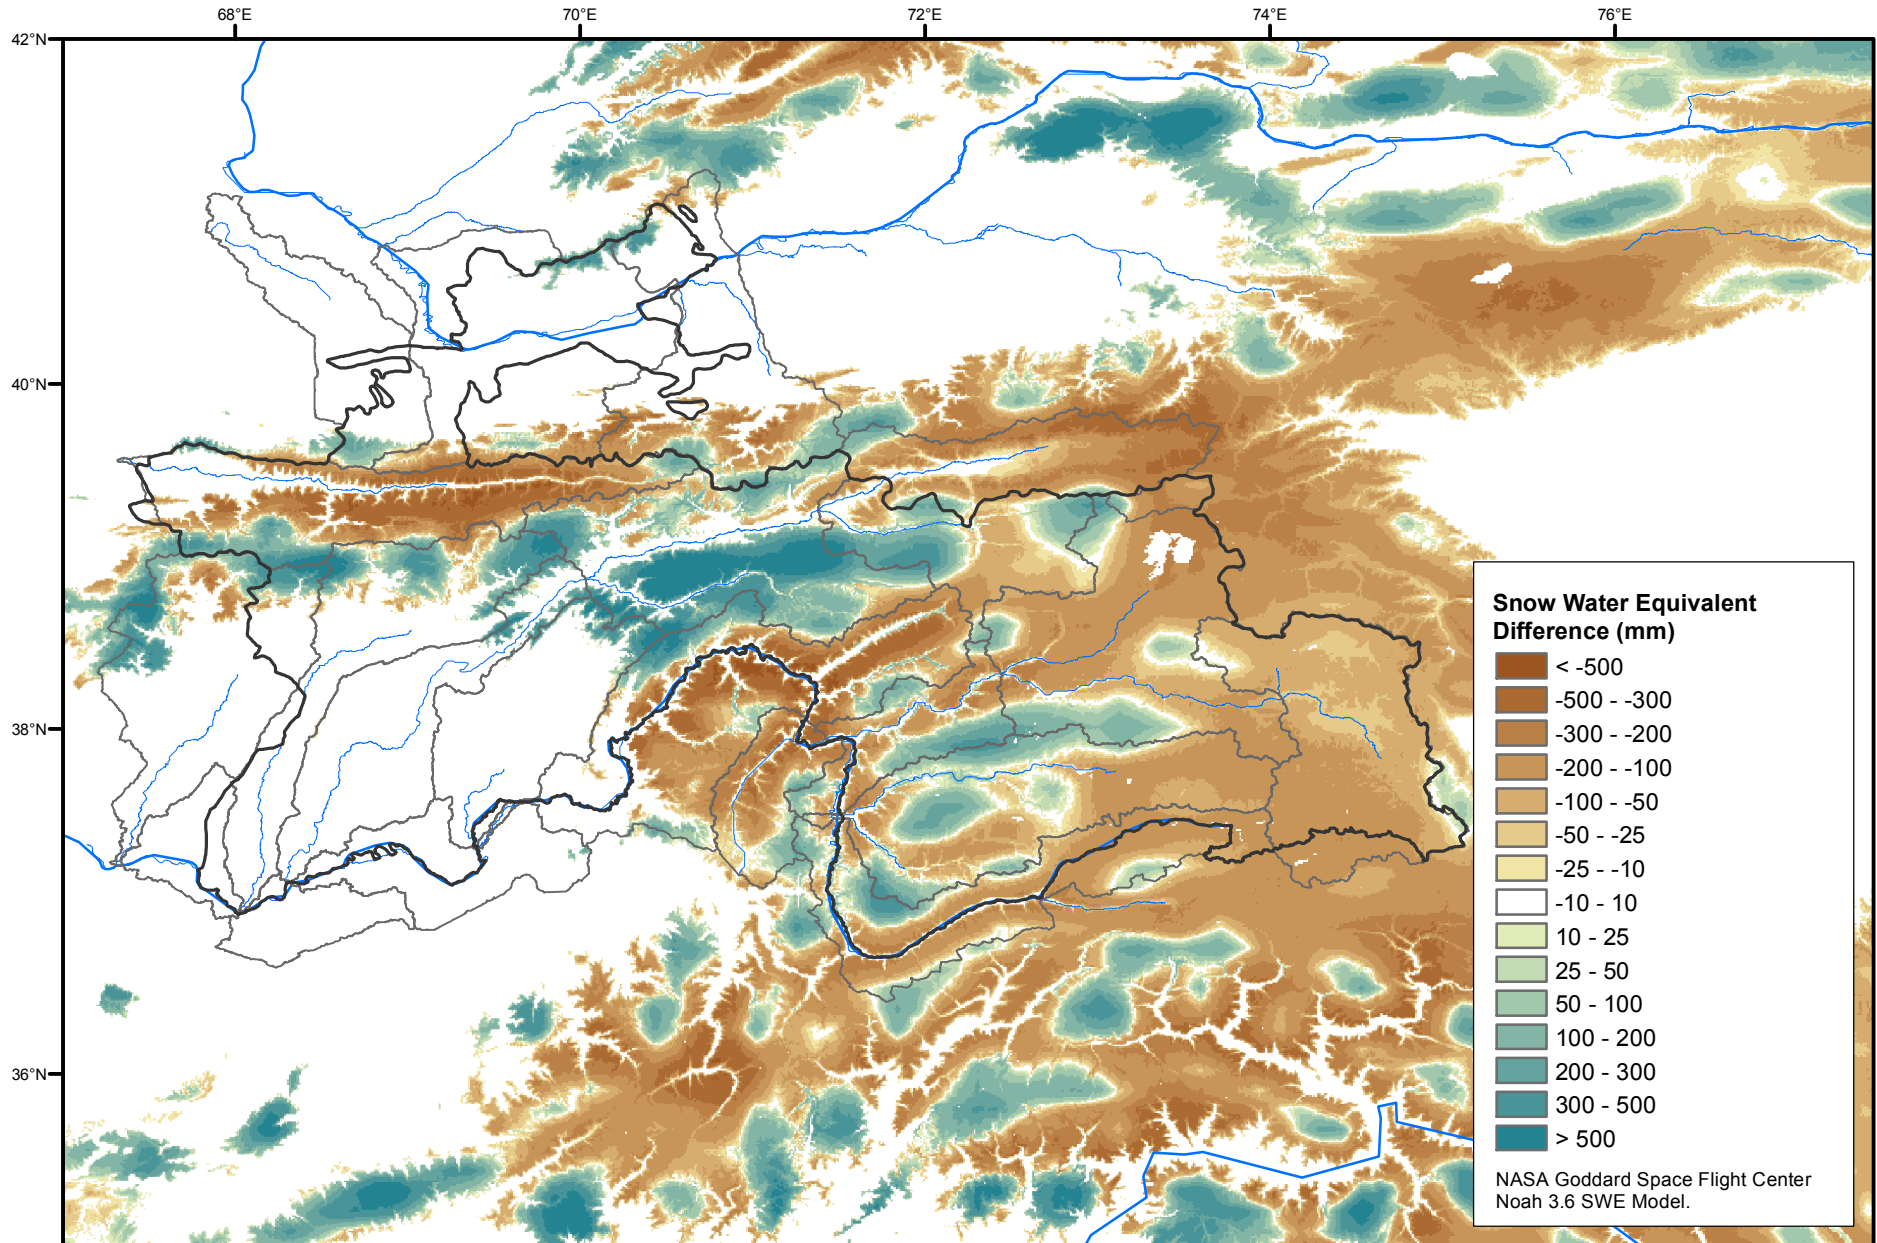 68°E 70°E 72°E 74°E 76°E
42°N
40°N
38°N
36°N
Snow Water Equivalent
Difference (mm)
< -500
-500 - -300
-300 - -200
-200 - -100
-100 - -50
-50 - -25
-25 - -10
-10 - 10
10 - 25
25 - 50
50 - 100
100 - 200
200 - 300
300 - 500
> 500
NASA Goddard Space Flight Center
Noah 3.6 SWE Model.